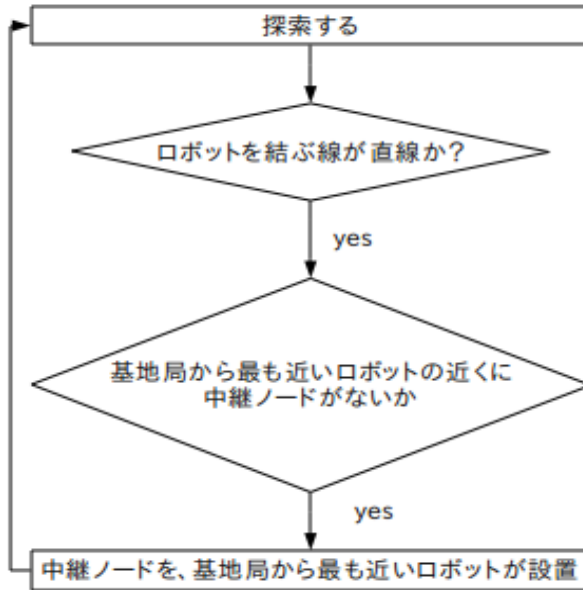 探索する
ロボットを結ぶ線が直線か？
yes
基地局から最も近いロボットの近くに
中継ノードがないか
yes
中継ノードを、基地局から最も近いロボットが設置